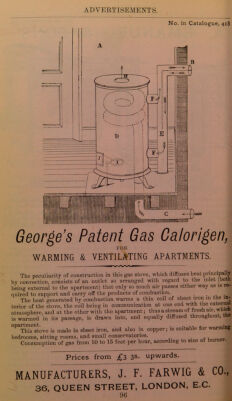 ADVERTISEMENTS.
No. in Catalogue, 428
A
B
H
F
D
E
F
C
George's Patent Gas Calorigen,
FOR
WARMING & VENTILATING APARTMENTS.
The peculiarity of construction in this gas stove, which diffuses heat principally
by convection, consists of an outlet so arranged with regard to the inlet (both
being external to the apartment) that only so much air passes either way as is re-
quired to support and carry off the products of combustion.
The heat generated by combustion warms a thin coil of sheet iron in the in-
terior of the stove, the coil being in communication at one end with the external
atmosphere, and at the other with the apartment; thus a stream of fresh air, which
is warmed in its passage, is drawn into, and equally diffused throughout, the
apartment.
This stove is made in sheet iron, and also in copper; is suitable for warming
bedrooms, sitting rooms, and small conservatories.
Consumption of gas from 10 to 15 feet per hour, according to size of burner.
Prices from £3 3s. upwards.
MANUFACTURERS, J. F. FARWIG & CO.,
36, QUEEN STREET, LONDON, E.C.
96